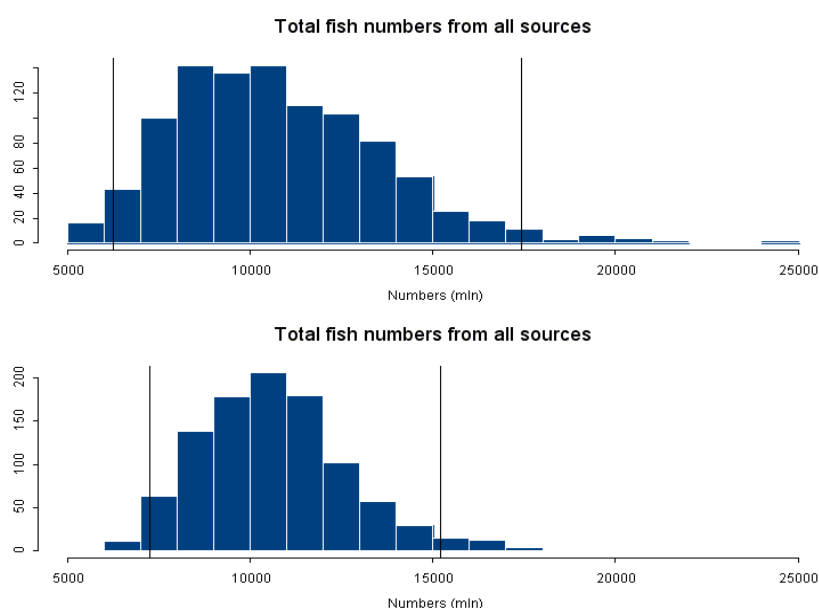 Total fish numbers from all sources
120
80
60
40
20
0
5000 10000 15000 20000 25000
Numbers (mln)
Total fish numbers from all sources
200
150
100
50
0
5000 10000 15000 20000 25000
Numbers (mln)